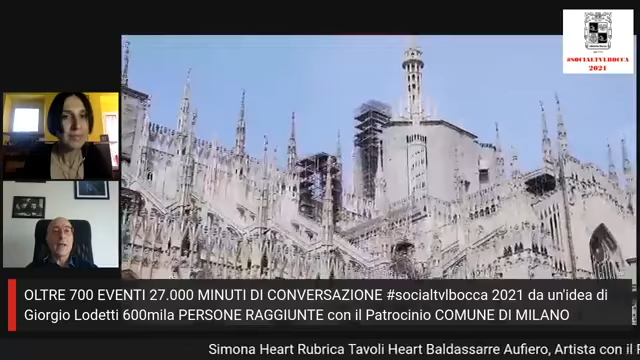 #SOCIALTVLBOCCA
2021
OLTRE 700 EVENTI 27.000 MINUTI DI CONVERSAZIONE #socialtvlbocca 2021 da un'idea di
Giorgio Lodetti 600mila PERSONE RAGGIUNTE con il Patrocinio COMUNE DI MILANO
Simona Heart Rubrica Tavoli Heart Baldassarre Aufiero, Artista con il